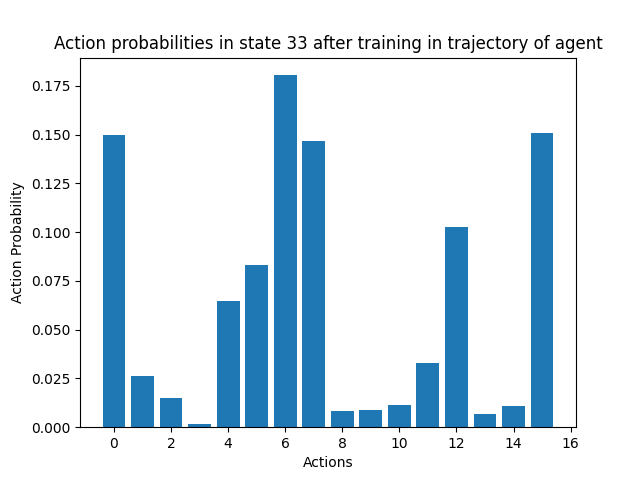 Action probabilities in state 33 after training in trajectory of agent
Action Probability
0.175
0.150
0.125
0.100
0.075
0.050
0.025
0.000
0 2 4 6 8 10 12 14 16
Actions